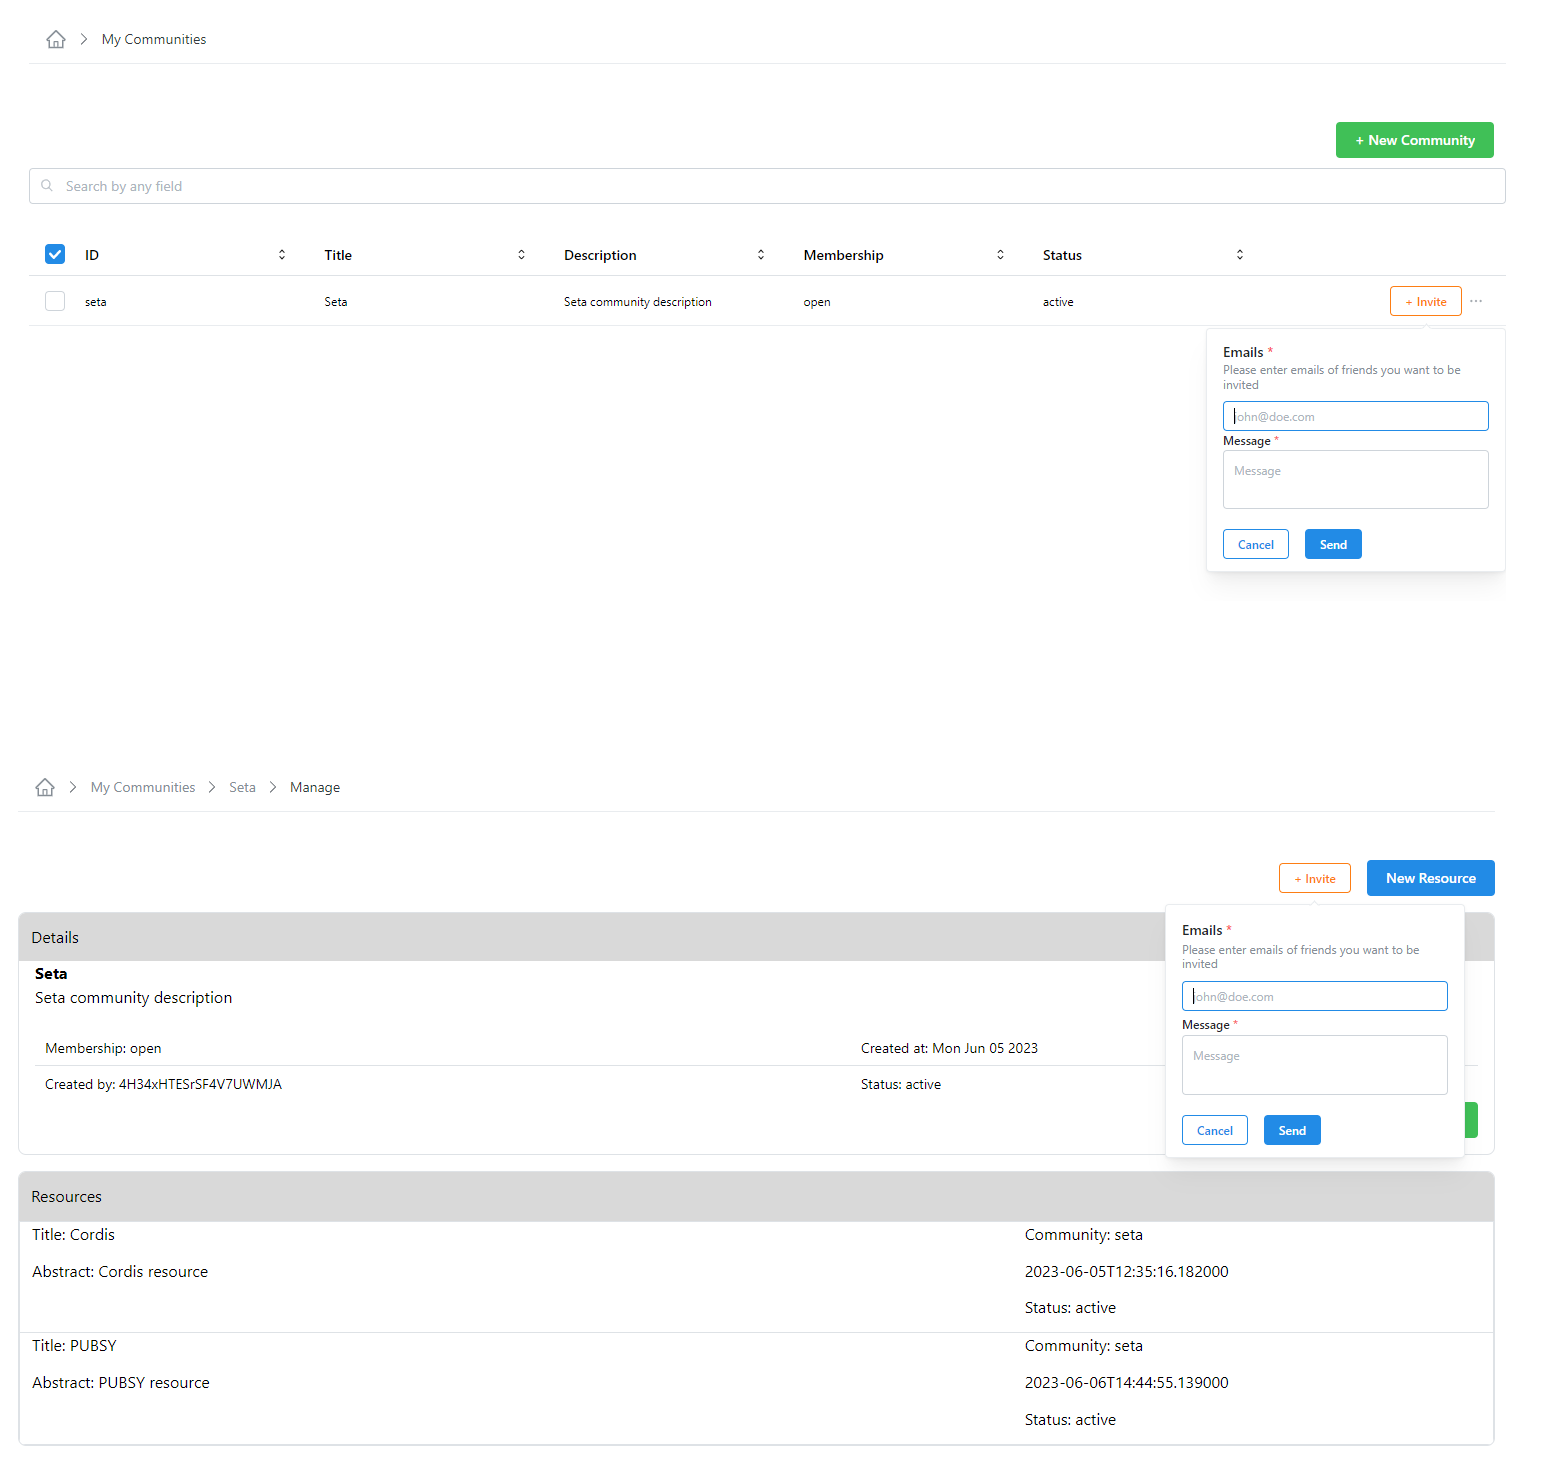 My Communities
+ New Community
Search by any field
ID Title Description Membership Status
seta Seta Seta community description open active + Invite ...
Emails *
Please enter emails of friends you want to be
invited
john@doe.com
Message *
Message
Cancel Send
My Communities Seta Manage
+ Invite New Resource
Details
Seta
Seta community description
Membership: open Created at: Mon Jun 05 2023
Created by: 4H34xHTESrSF4V7UWMJA Status: active
Emails *
Please enter emails of friends you want to be
invited
john@doe.com
Message *
Message
Cancel Send
Resources
Title: Cordis Community: seta
Abstract: Cordis resource 2023-06-05T12:35:16.182000
Status: active
Title: PUBSY Community: seta
Abstract: PUBSY resource 2023-06-06T14:44:55.139000
Status: active